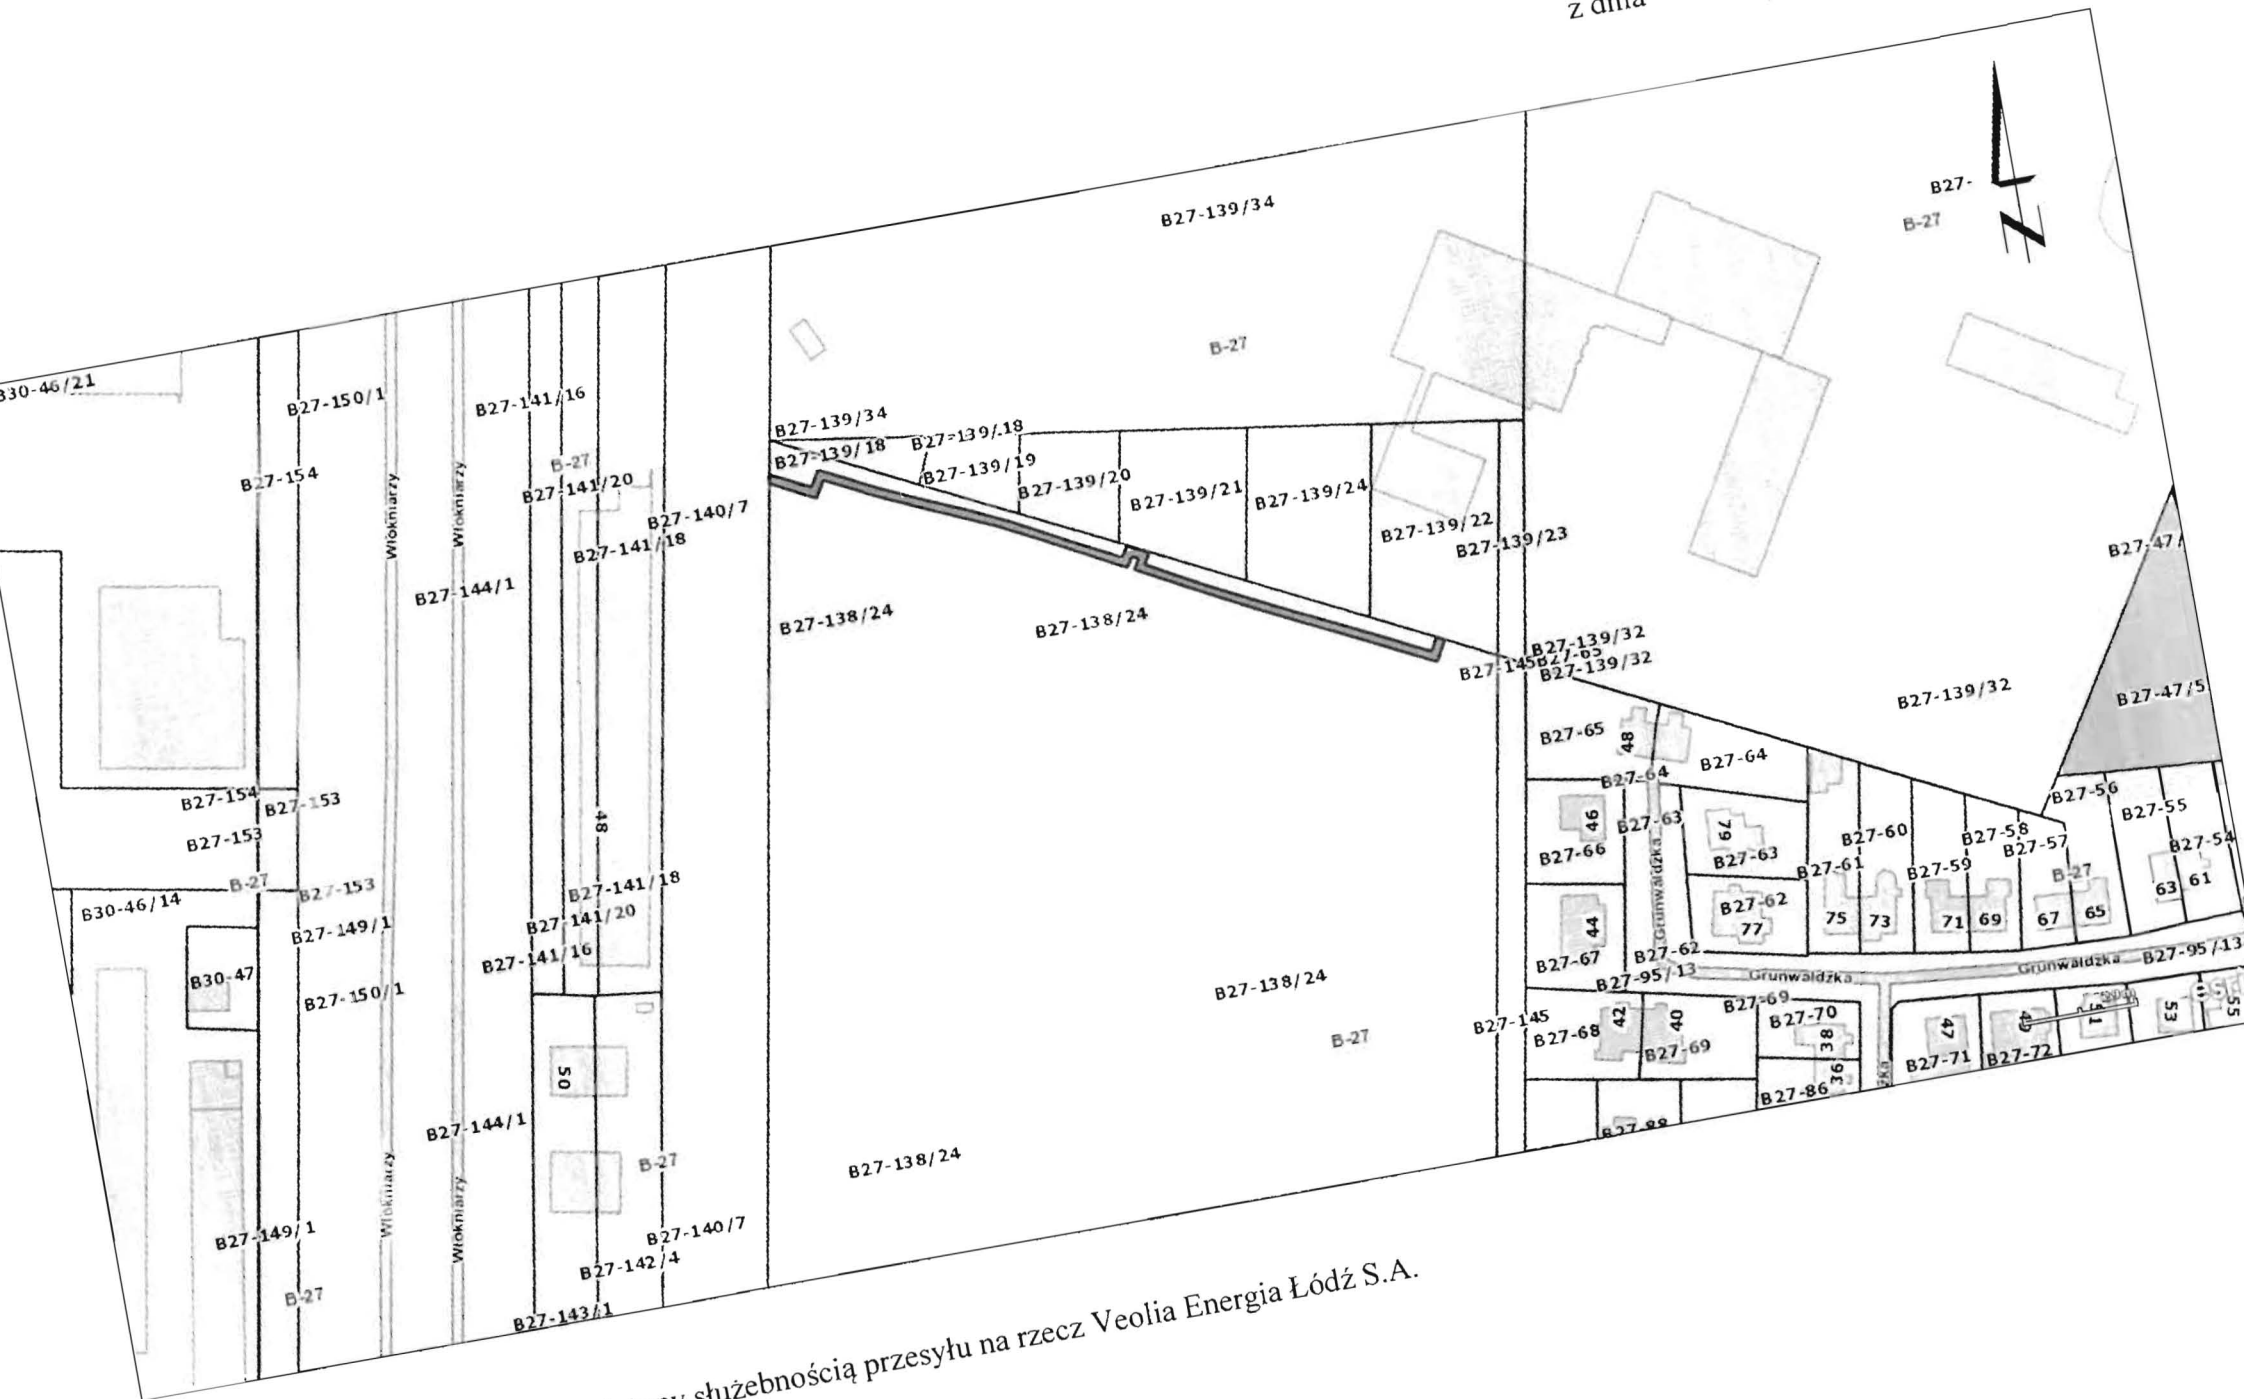 z dnia
B27-
B-27
B27-139/34
B-27
B30-46/21
B27-150/1
B27-141/16
B27-154
B-27
B27-141/20
B27-140/7
B27-141/18
B27-139/34
B27-139/.18
B27-139/18
B27-139/19
B27-139/20
B27-139/21
B27-139/24
B27-139/22
B27-139/23
Włókniarzy
Włókniarzy
B27-144/1
B27-138/24
B27-138/24
B27-139/32
B27-65
B27-145
B27-139/32
B27-139/32
B27-47/
B27-47/5
B27-65
48
B27-64
B27-64
B27-56
B27-55
B27-54
B27-154
B27-153
B27-153
48
46
B27-63
79
B27-63
B27-66
B27-60
B27-61
B27-58
B27-57
B27-59
B-27
63
61
B-27
B27-153
B30-46/14
B27-149/1
B27-141/18
B27-141/20
B27-141/16
Grunwaldzka
44
B27-67
B27-62
77
75
73
71
69
67
65
B27-62
B27-95/13
Grunwaldzka
Grunwaldzka
B27-95/13
B30-47
B27-150/1
B27-138/24
B-27
B27-145
B27-68
42
40
B27-69
B27-69
B27-70
38
36
B27-86
żka
47
B27-71
49
B27-72
51
53
55
50
B27-144/1
B-27
B27-138/24
B27-88
Włókniarzy
Włókniarzy
B27-149/1
B-27
B27-140/7
B27-142/4
B27-143/1
służebnością przesyłu na rzecz Veolia Energia Łódź S.A.